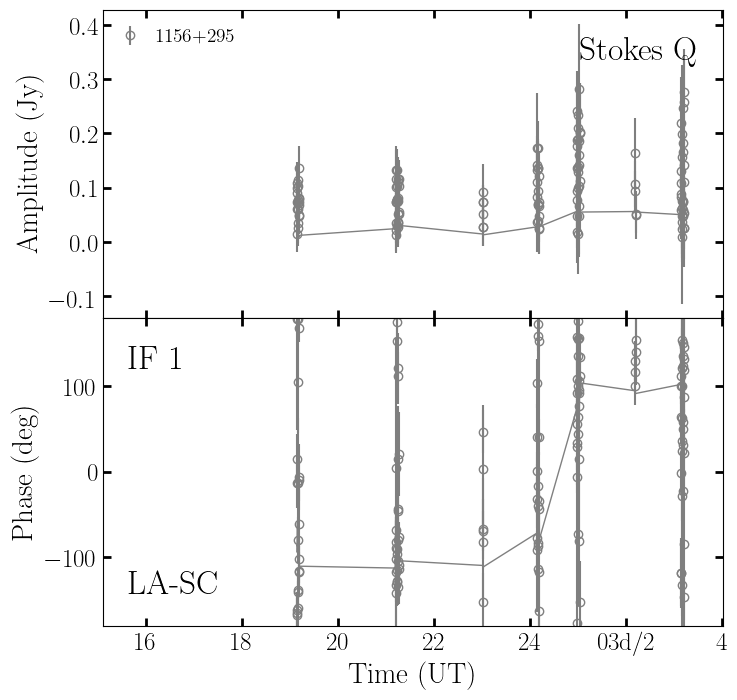 1156+295
Stokes Q
Amplitude (Jy)
0.4
0.3
0.2
0.1
0.0
−0.1
IF 1
LA-SC
Phase (deg)
100
0
−100
16 18 20 22 24 03d/2 4
Time (UT)